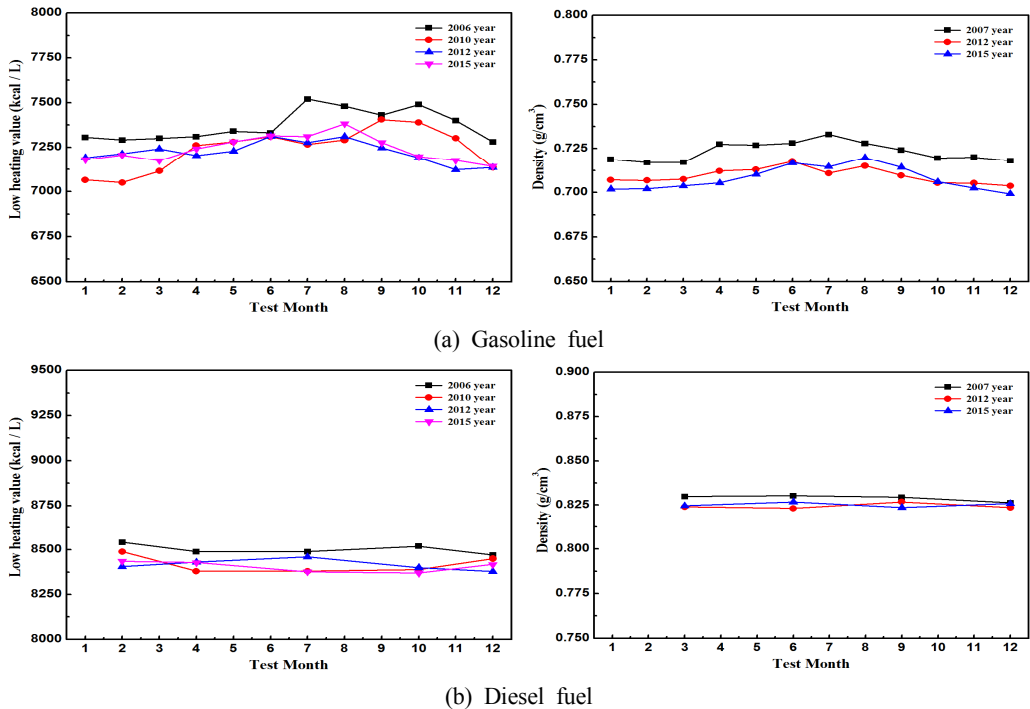 8000
7750
7500
7250
7000
6750
6500
Low heating value (kcal / L)
1 2 3 4 5 6 7 8 9 10 11 12
Test Month
2006 year
2010 year
2012 year
2015 year
0.800
0.775
0.750
0.725
0.700
0.675
0.650
Density (g/cm³)
1 2 3 4 5 6 7 8 9 10 11 12
Test Month
2007 year
2012 year
2015 year
(a) Gasoline fuel
9500
9250
9000
8750
8500
8250
8000
Low heating value (kcal / L)
1 2 3 4 5 6 7 8 9 10 11 12
Test Month
2006 year
2010 year
2012 year
2015 year
0.900
0.875
0.850
0.825
0.800
0.775
0.750
Density (g/cm³)
1 2 3 4 5 6 7 8 9 10 11 12
Test Month
2007 year
2012 year
2015 year
(b) Diesel fuel